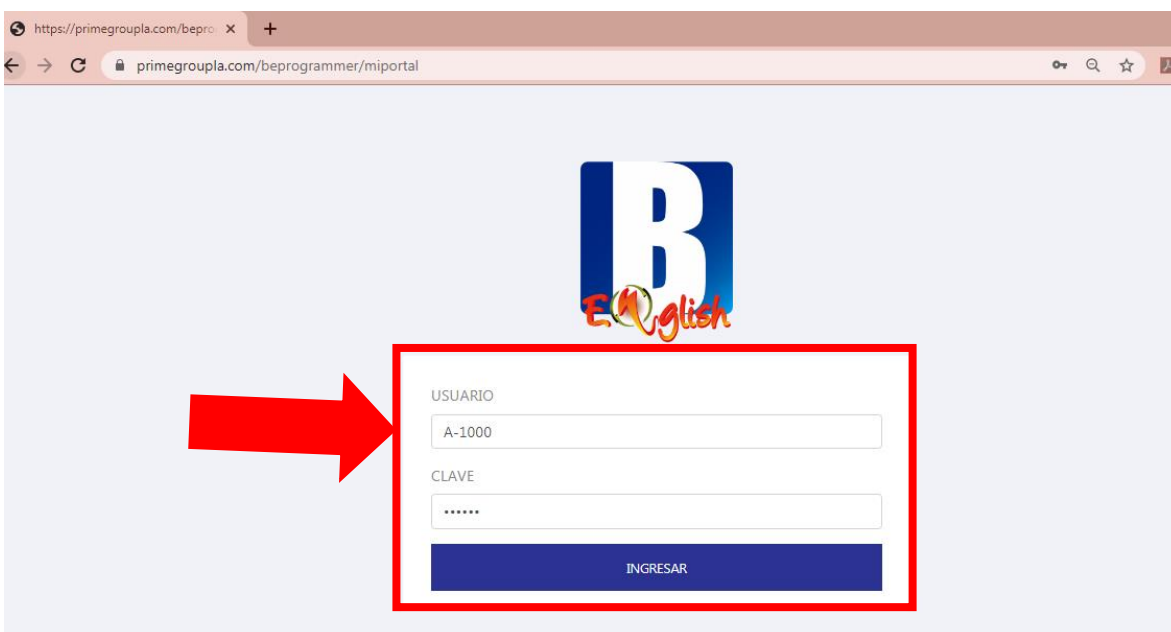 https://primegroupla.com/bepro
primegroupla.com/beprogrammer/miportal
B
English
USUARIO
A-1000
CLAVE
••••••
INGRESAR